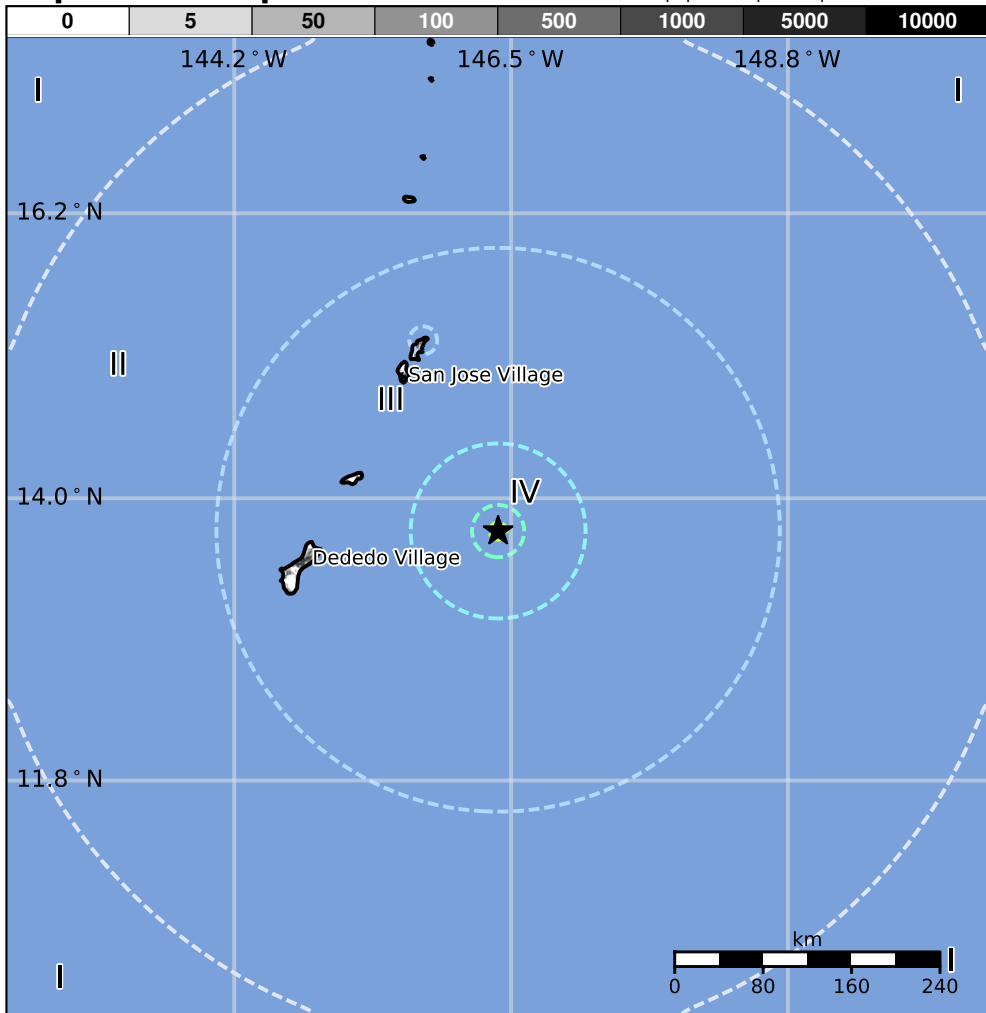 0 5 50 100 500 1000 5000 10000
144.2°W 146.5°W 148.8°W
I I
16.2°N
II
San Jose Village
III
IV
14.0°N
Dededo Village
11.8°N
km
I I
0 80 160 240